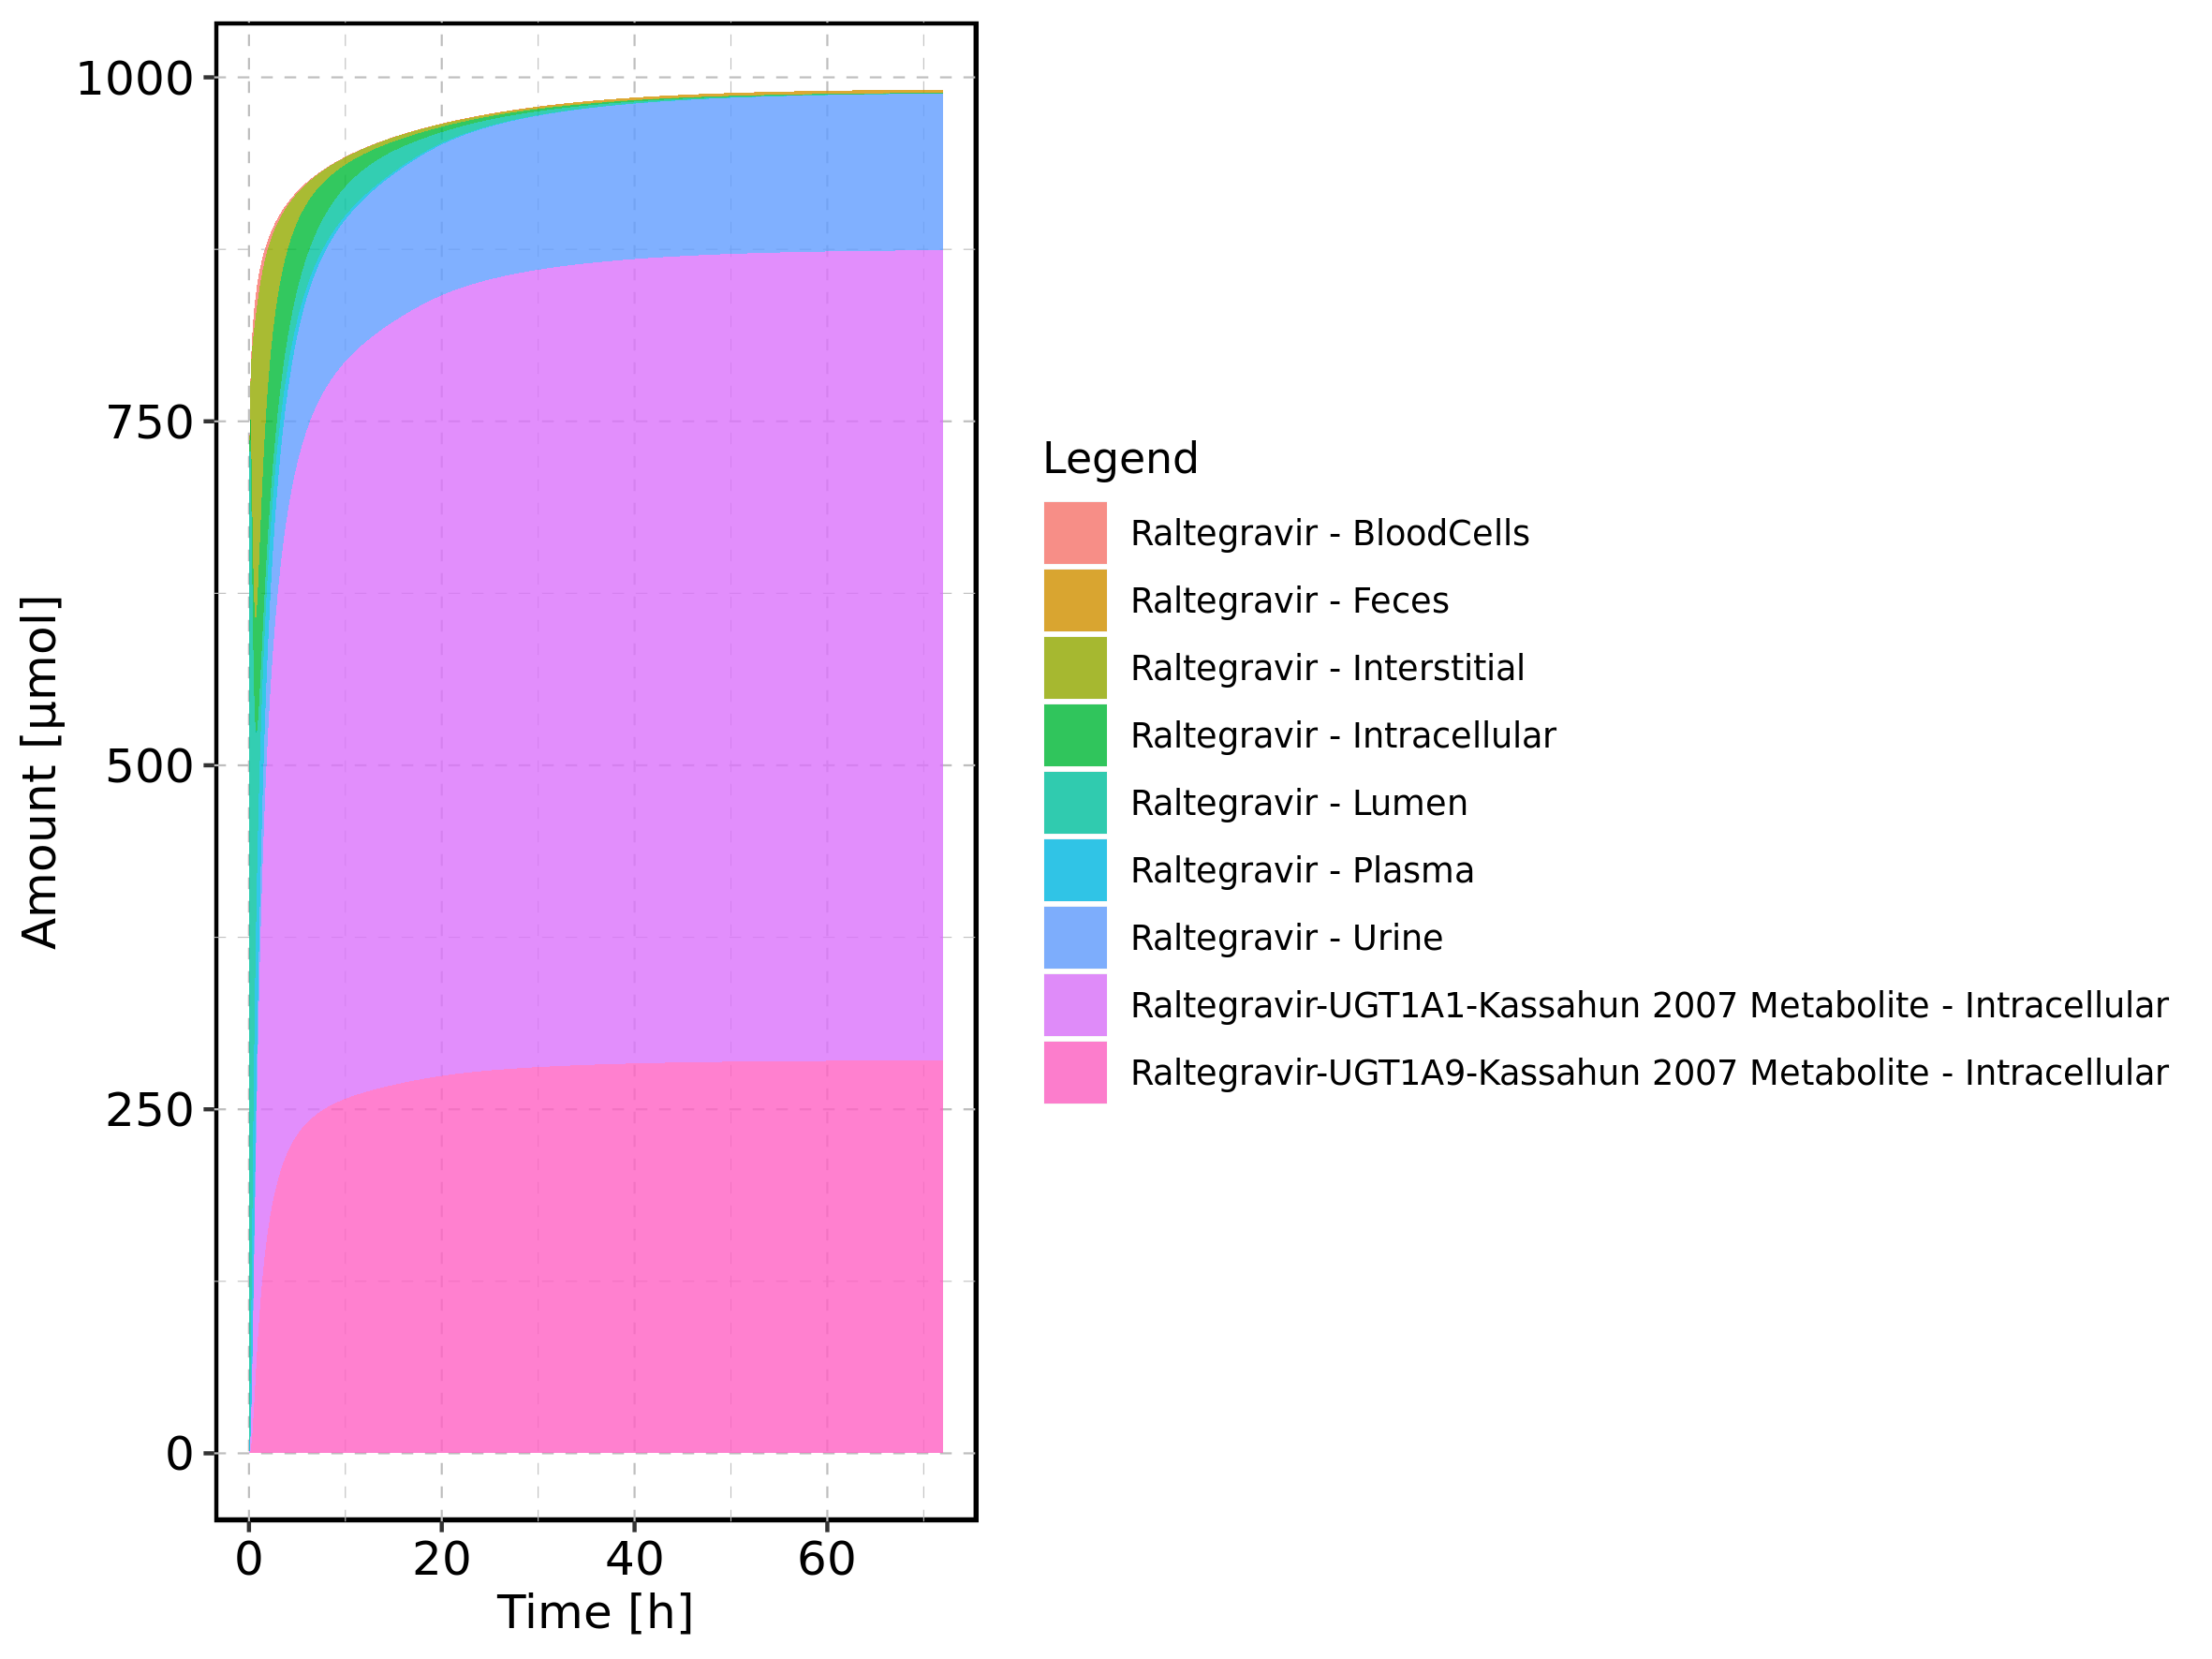 Amount [µmol]
1000
750
500
250
0
0 20 40 60
Time [h]
Legend
Raltegravir - BloodCells
Raltegravir - Feces
Raltegravir - Interstitial
Raltegravir - Intracellular
Raltegravir - Lumen
Raltegravir - Plasma
Raltegravir - Urine
Raltegravir-UGT1A1-Kassahun 2007 Metabolite - Intracellular
Raltegravir-UGT1A9-Kassahun 2007 Metabolite - Intracellular